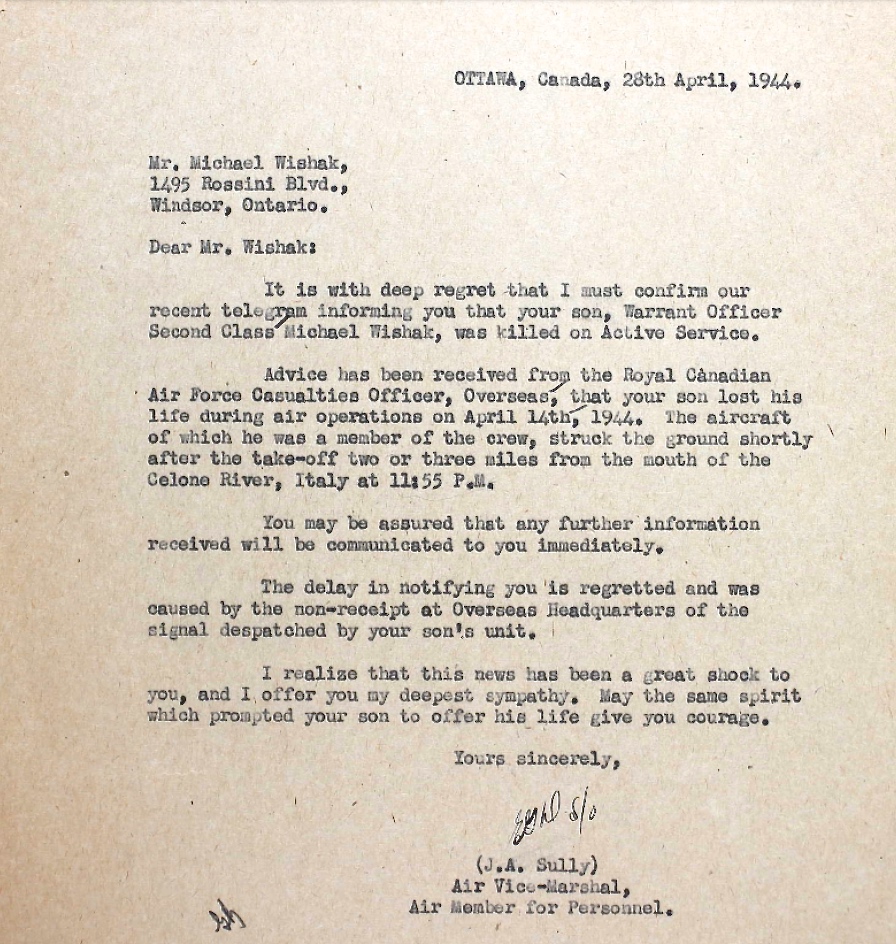 OTTAWA, Canada, 28th April, 1944.
Mr. Michael Wishak,
1495 Rossini Blvd.,
Windsor, Ontario.
Dear Mr. Wishak:
It is with deep regret that I must confirm our
recent telegram informing you that your son, Warrant Officer
Second Class Michael Wishak, was killed on Active Service.
Advice has been received from the Royal Canadian
Air Force Casualties Officer, Overseas, that your son lost his
life during air operations on April 14th, 1944. The aircraft
of which he was a member of the crew, struck the ground shortly
after the take-off two or three miles from the mouth of the
Celone River, Italy at 11:55 P.M.
You may be assured that any further information
received will be communicated to you immediately.
The delay in notifying you is regretted and was
caused by the non-receipt at Overseas Headquarters of the
signal despatched by your son's unit.
I realize that this news has been a great shock to
you, and I offer you my deepest sympathy. May the same spirit
which prompted your son to offer his life give you courage.
Yours sincerely,
(J.A. Sully)
Air Vice-Marshal,
Air Member for Personnel.